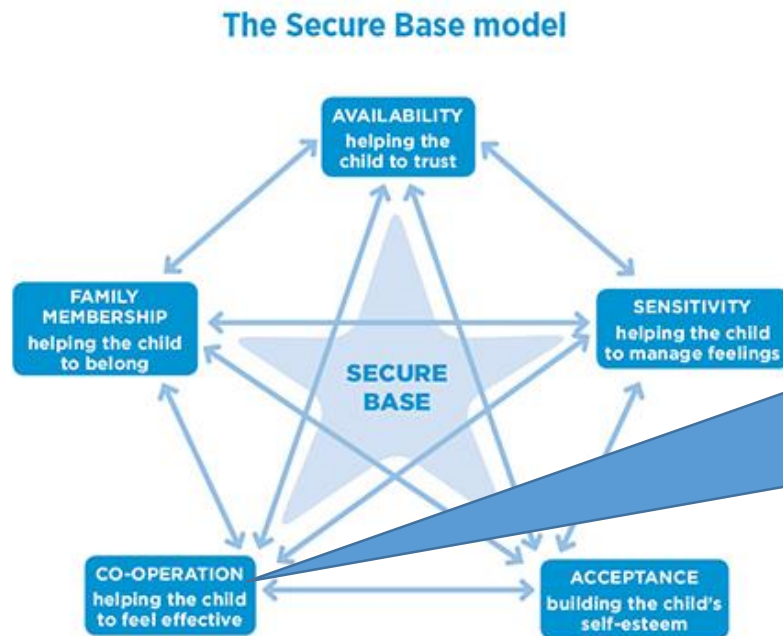 The Secure Base model
AVAILABILITY
helping the
child to trust
FAMILY
MEMBERSHIP
helping the child
to belong
SENSITIVITY
helping the child
to manage feelings
SECURE
BASE
CO-OPERATION
helping the child
to feel effective
ACCEPTANCE
building the child's
self-esteem